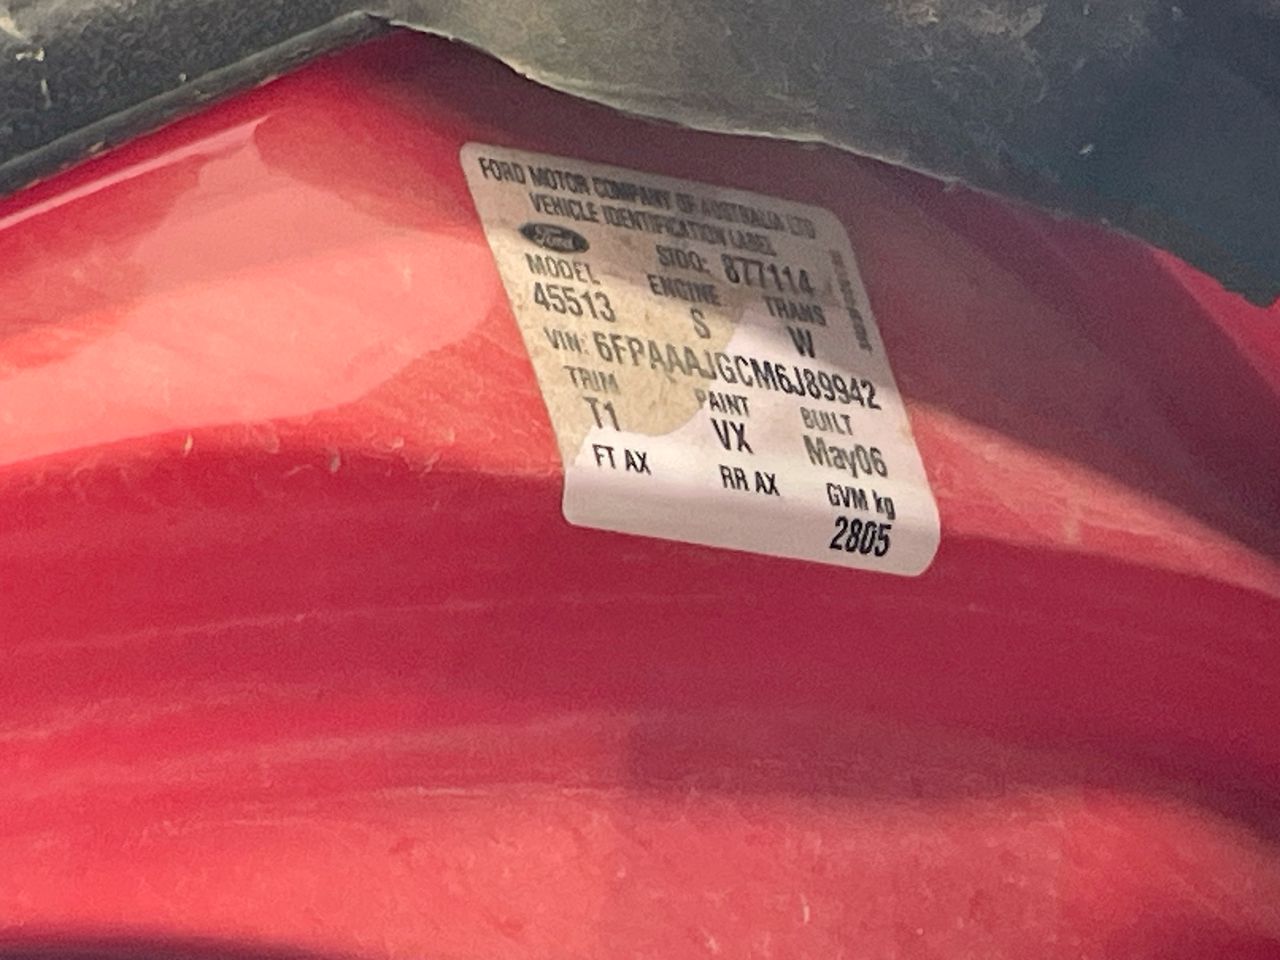 FORD MOTOR COMPANY OF AUSTRALIA LTD
VEHICLE IDENTIFICATION LABEL
Ford SIDO: 877114
MODEL ENGINE TRANS
45513 S W
VIN: 6FPAAAJGCM6J89942
TRIM PAINT BUILT
T1 VX May06
FT AX RR AX GVM kg
2805